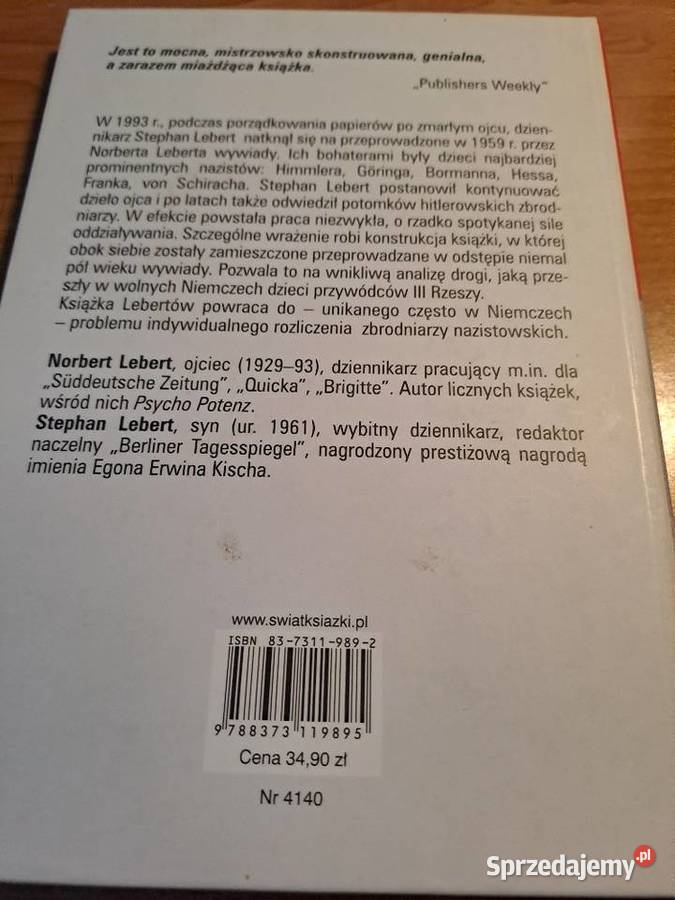 Jest to mocna, mistrzowsko skonstruowana, genialna,
a zarazem miażdżąca książka.
„Publishers Weekly"
W 1993 r., podczas porządkowania papierów po zmarłym ojcu, dzien-
nikarz Stephan Lebert natknął się na przeprowadzone w 1959 r. przez
Norberta Leberta wywiady. Ich bohaterami były dzieci najbardziej
prominentnych nazistów: Himmlera, Göringa, Bormanna, Hessa,
Franka, von Schiracha. Stephan Lebert postanowił kontynuować
dzieło ojca i po latach także odwiedził potomków hitlerowskich zbrod-
niarzy. W efekcie powstała praca niezwykła, o rzadko spotykanej sile
oddziaływania. Szczególne wrażenie robi konstrukcja książki, w której
obok siebie zostały zamieszczone przeprowadzane w odstępie niemal
pół wieku wywiady. Pozwala to na wnikliwą analizę drogi, jaką prze-
szły w wolnych Niemczech dzieci przywódców III Rzeszy.
Książka Lebertów powraca do – unikanego często w Niemczech
– problemu indywidualnego rozliczenia zbrodniarzy nazistowskich.
Norbert Lebert, ojciec (1929–93), dziennikarz pracujący m.in. dla
„Süddeutsche Zeitung", „Quicka", „Brigitte". Autor licznych książek,
wśród nich Psycho Potenz.
Stephan Lebert, syn (ur. 1961), wybitny dziennikarz, redaktor
naczelny „Berliner Tagesspiegel", nagrodzony prestiżową nagrodą
imienia Egona Erwina Kischa.
www.swiatksiazki.pl
ISBN 83-7311-989-2
9 788373 119895
Cena 34,90 zł
Nr 4140
Sprzedajemy.pl